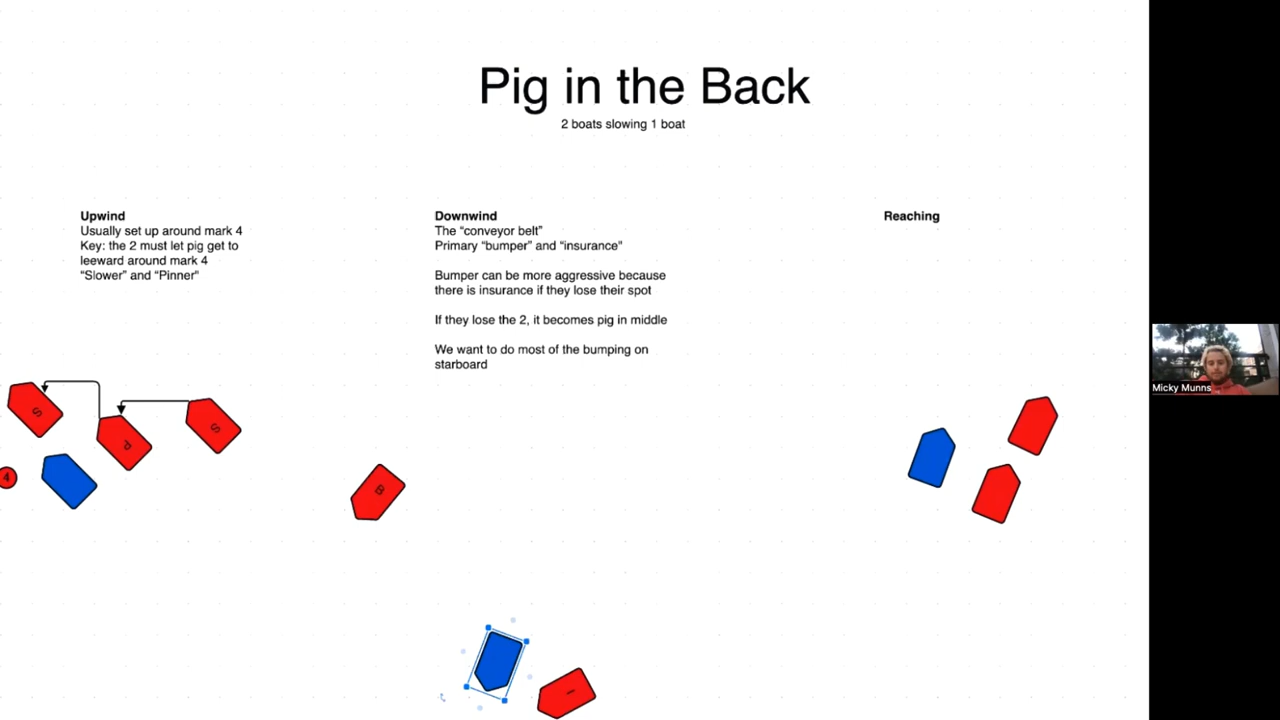 Pig in the Back
2 boats slowing 1 boat
Upwind
Usually set up around mark 4
Key: the 2 must let pig get to
leeward around mark 4
"Slower" and "Pinner"
Downwind
The "conveyor belt"
Primary "bumper" and "insurance"
Bumper can be more aggressive because
there is insurance if they lose their spot
If they lose the 2, it becomes pig in middle
We want to do most of the bumping on
starboard
Reaching
S
P
S
4
B
I
Micky Munns